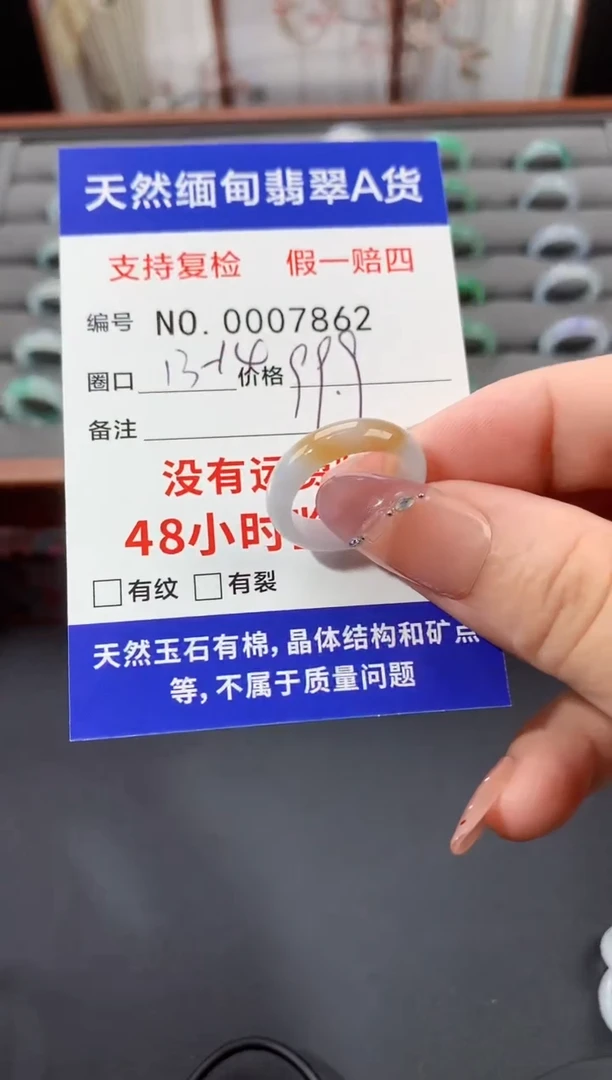 天然缅甸翡翠A货
支持复检 假一赔四
编号 NO. 0007862
圈口 13-14 价格 99.9
备注
没有运
48小时
有纹 有裂
天然玉石有棉,晶体结构和矿点
等,不属于质量问题